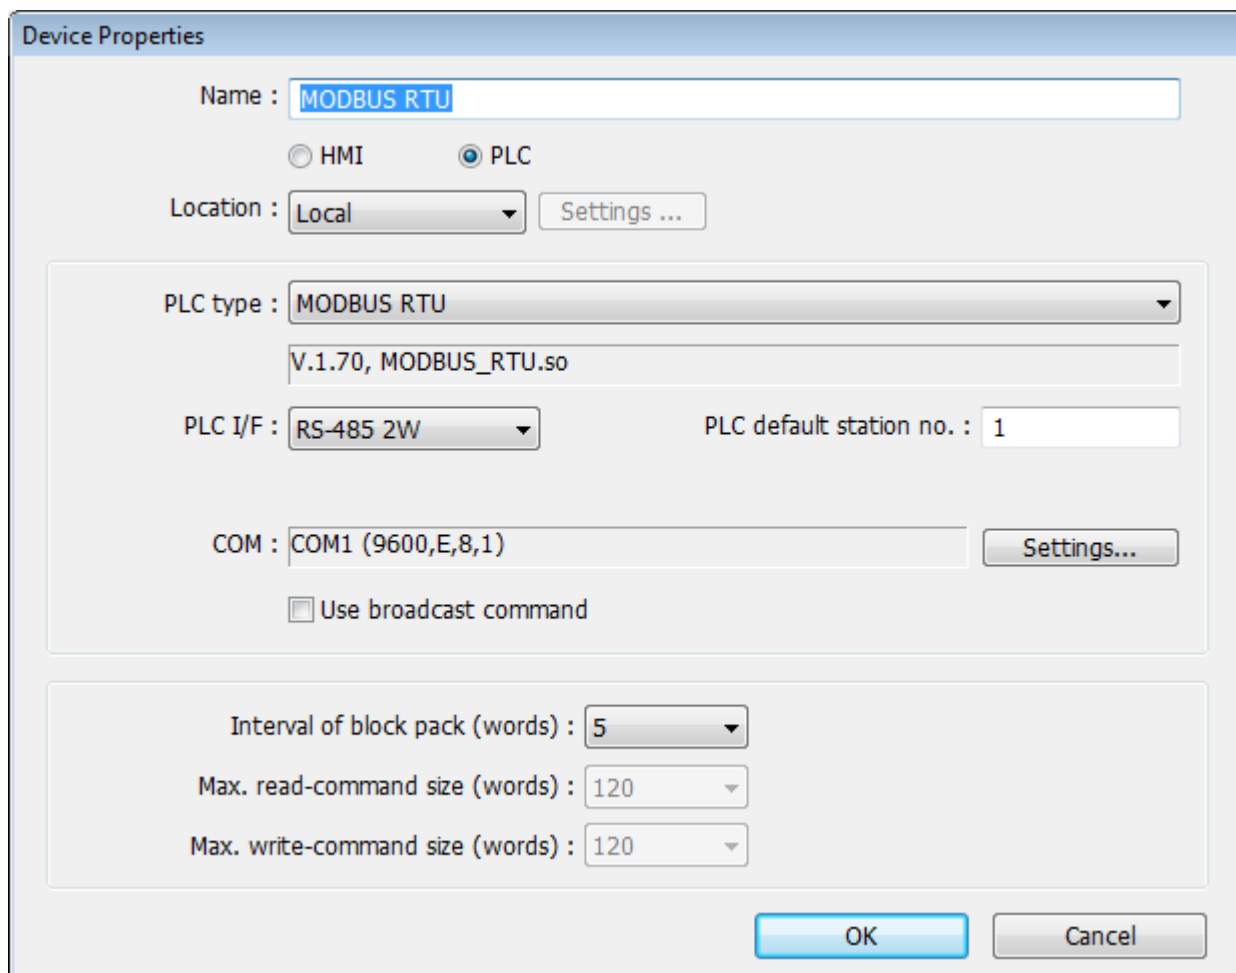 Device Properties
Name : MODBUS RTU
HMI PLC
Location : Local Settings ...
PLC type : MODBUS RTU
V.1.70, MODBUS_RTU.so
PLC I/F : RS-485 2W PLC default station no. : 1
COM : COM1 (9600,E,8,1) Settings...
Use broadcast command
Interval of block pack (words) : 5
Max. read-command size (words) : 120
Max. write-command size (words) : 120
OK Cancel